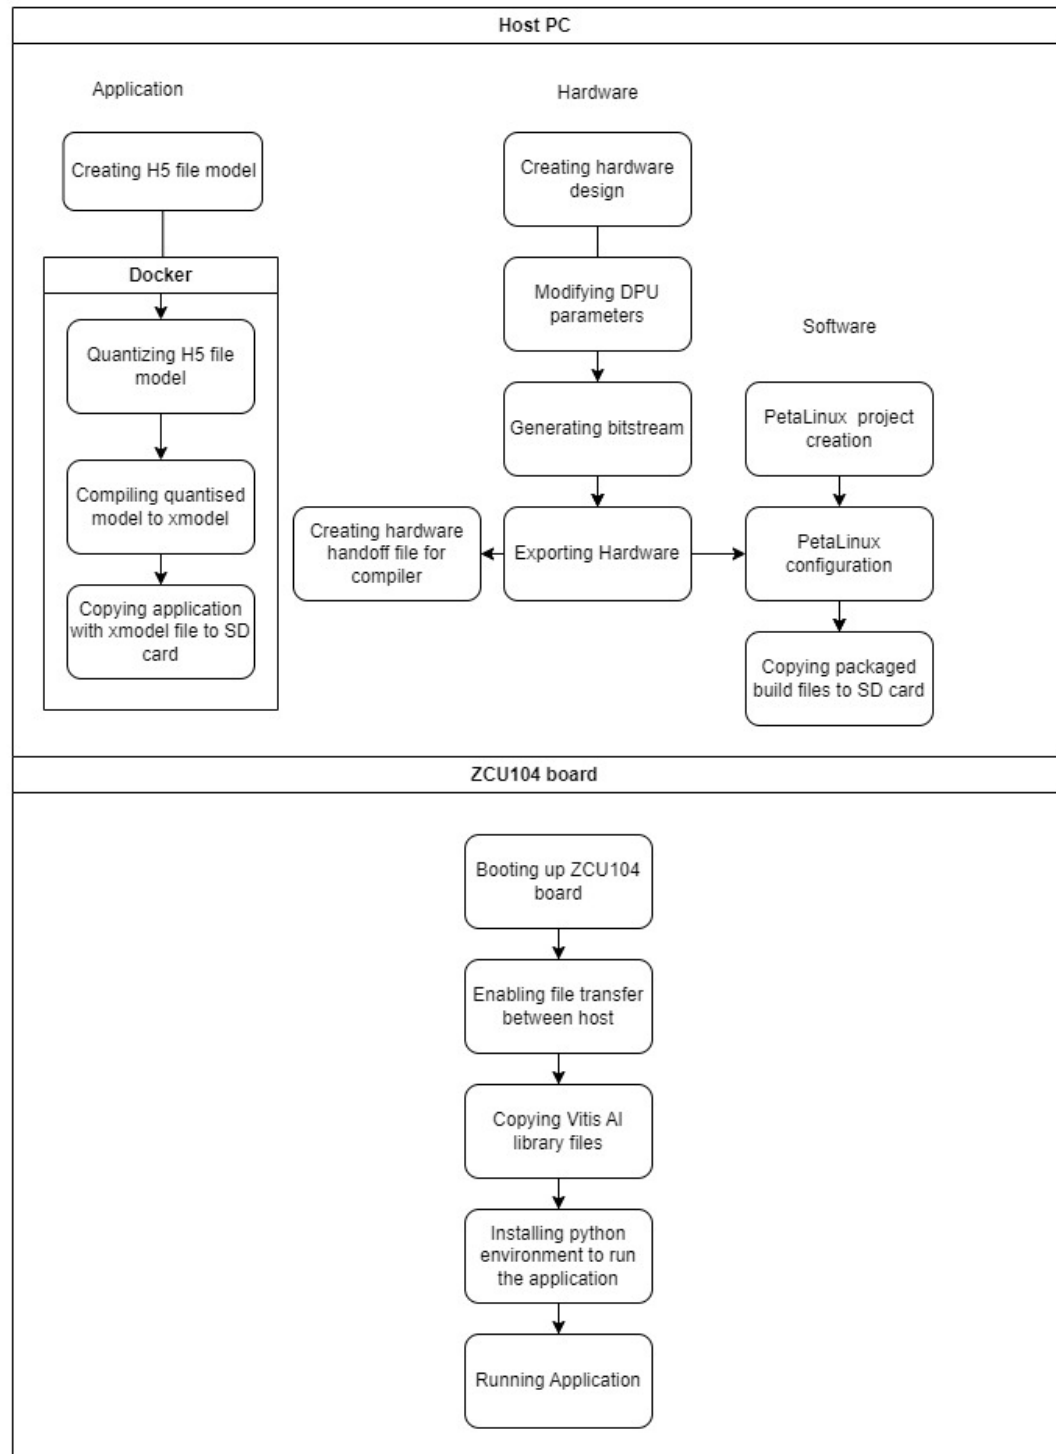 Host PC
Application
Hardware
Creating H5 file model
Creating hardware
design
Docker
Modifying DPU
parameters
Software
Quantizing H5 file
model
Generating bitstream
PetaLinux project
creation
Compiling quantised
model to xmodel
Creating hardware
handoff file for
compiler
Exporting Hardware
PetaLinux
configuration
Copying application
with xmodel file to SD
card
Copying packaged
build files to SD card
ZCU104 board
Booting up ZCU104
board
Enabling file transfer
between host
Copying Vitis AI
library files
Installing python
environment to run
the application
Running Application